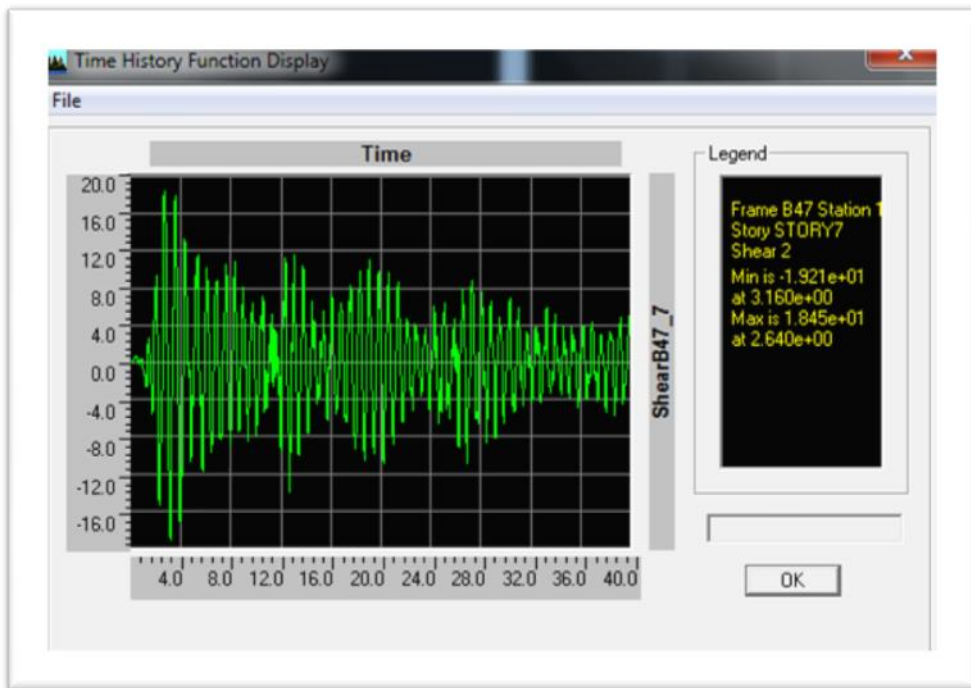 Time History Function Display
File
Time
20.0
16.0
12.0
8.0
4.0
0.0
-4.0
-8.0
-12.0
-16.0
4.0 8.0 12.0 16.0 20.0 24.0 28.0 32.0 36.0 40.0
ShearB47_7
Legend
Frame B47 Station 1
Story STORY7
Shear 2
Min is -1.921e+01
at 3.160e+00
Max is 1.845e+01
at 2.640e+00
OK